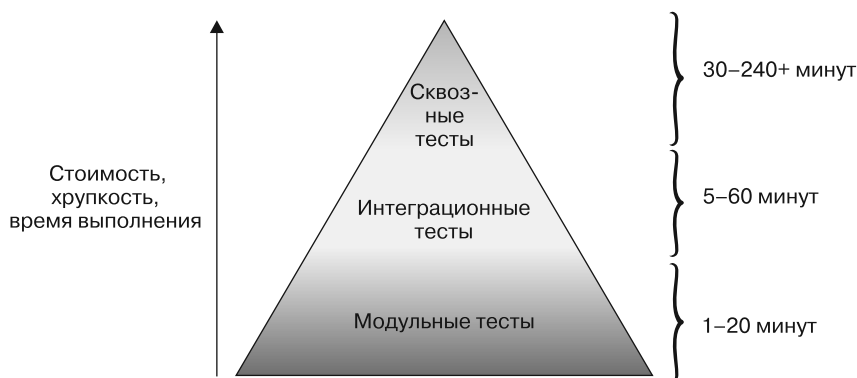 Стоимость,
хрупкость,
время выполнения
Сквоз-
ные
тесты
Интеграционные
тесты
Модульные тесты
30–240+ минут
5–60 минут
1–20 минут